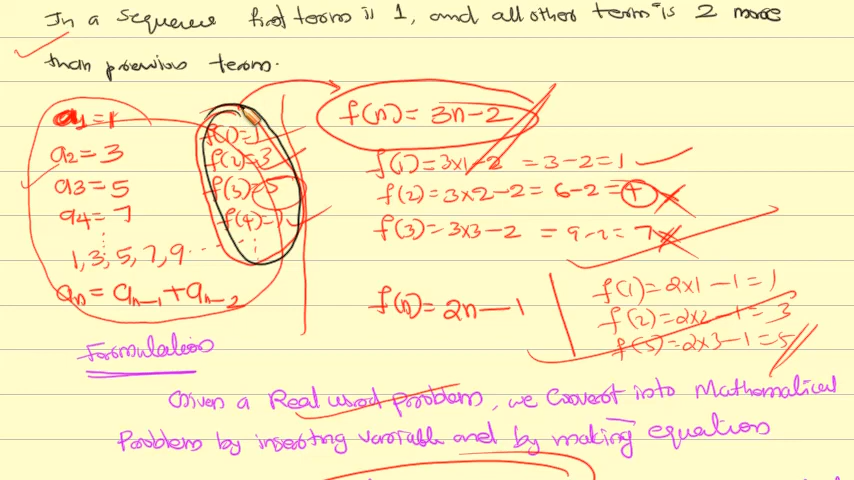 In a sequence first terms is 1, and all other terms is 2 more
than previous terms.
a1 = 1
a2 = 3
a3 = 5
a4 = 7
1, 3, 5, 7, 9 ......
an = an-1 + an-2
f(1) = 1
f(2) = 3
f(3) = 5
f(4) = 7
f(n) = 3n - 2
f(1) = 3x1 - 2 = 3 - 2 = 1
f(2) = 3x2 - 2 = 6 - 2 = 4
f(3) = 3x3 - 2 = 9 - 2 = 7
f(n) = 2n - 1
f(1) = 2x1 - 1 = 1
f(2) = 2x2 - 1 = 3
f(3) = 2x3 - 1 = 5
Formulation
Given a Real word problem, we convert into Mathematical
Problem by inserting variable and by making equation